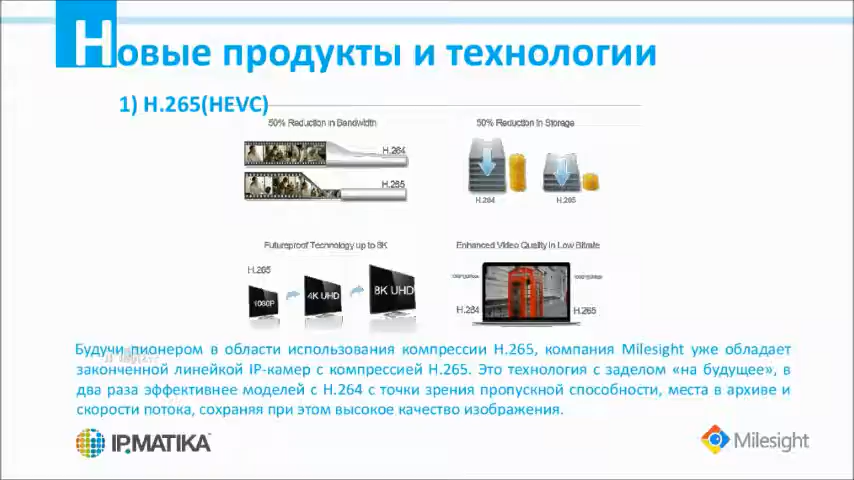 Новые продукты и технологии
1) H.265(HEVC)
50% Reduction in Bandwidth
50% Reduction in Storage
H.264
H.265
H.264
H.265
Futureproof Technology up to 8K
Enhanced Video Quality in Low Bitrate
H.265
1080P
4K UHD
8K UHD
H.264
H.265
Будучи пионером в области использования компрессии H.265, компания Milesight уже обладает
законченной линейкой IP-камер с компрессией H.265. Это технология с заделом «на будущее», в
два раза эффективнее моделей с H.264 с точки зрения пропускной способности, места в архиве и
скорости потока, сохраняя при этом высокое качество изображения.
IPMATIKA
Milesight